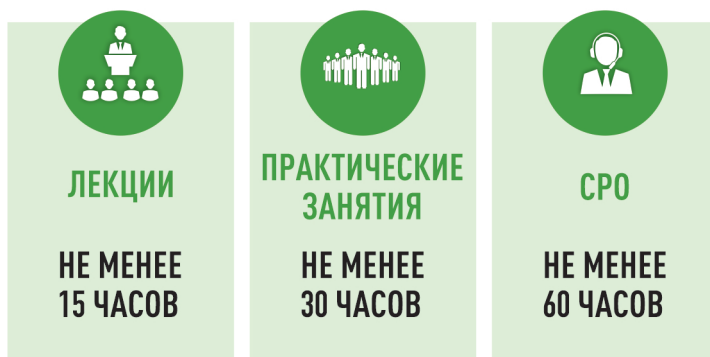 ЛЕКЦИИ
НЕ МЕНЕЕ
15 ЧАСОВ
ПРАКТИЧЕСКИЕ
ЗАНЯТИЯ
НЕ МЕНЕЕ
30 ЧАСОВ
СРО
НЕ МЕНЕЕ
60 ЧАСОВ